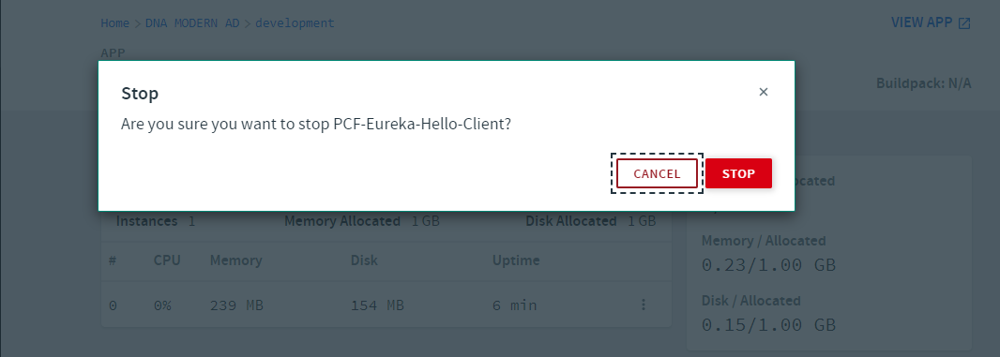 Home > DNA MODERN AD > development
VIEW APP
APP
Buildpack: N/A
Stop
×
Are you sure you want to stop PCF-Eureka-Hello-Client?
CANCEL
STOP
Instances 1
Memory Allocated 1 GB
Disk Allocated 1 GB
# CPU Memory Disk Uptime
0 0% 239 MB 154 MB 6 min
Memory / Allocated
0.23/1.00 GB
Disk / Allocated
0.15/1.00 GB